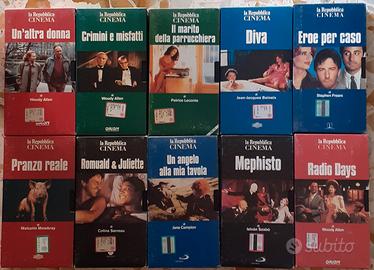 la Repubblica
CINEMA
Un'altra donna
Woody Allen
ORION
la Repubblica
CINEMA
Crimini e misfatti
Woody Allen
ORION
la Repubblica
CINEMA
Il marito
della parrucchiera
Patrice Leconte
la Repubblica
CINEMA
Diva
Jean-Jacques Beineix
la Repubblica
CINEMA
Eroe per caso
Stephen Frears
la Repubblica
CINEMA
Pranzo reale
Malcolm Mowbray
la Repubblica
CINEMA
Romuald & Juliette
Coline Serreau
la Repubblica
CINEMA
Un angelo
alla mia tavola
Jane Campion
la Repubblica
CINEMA
Mephisto
István Szabó
la Repubblica
CINEMA
Radio Days
Woody Allen
ORION
subito